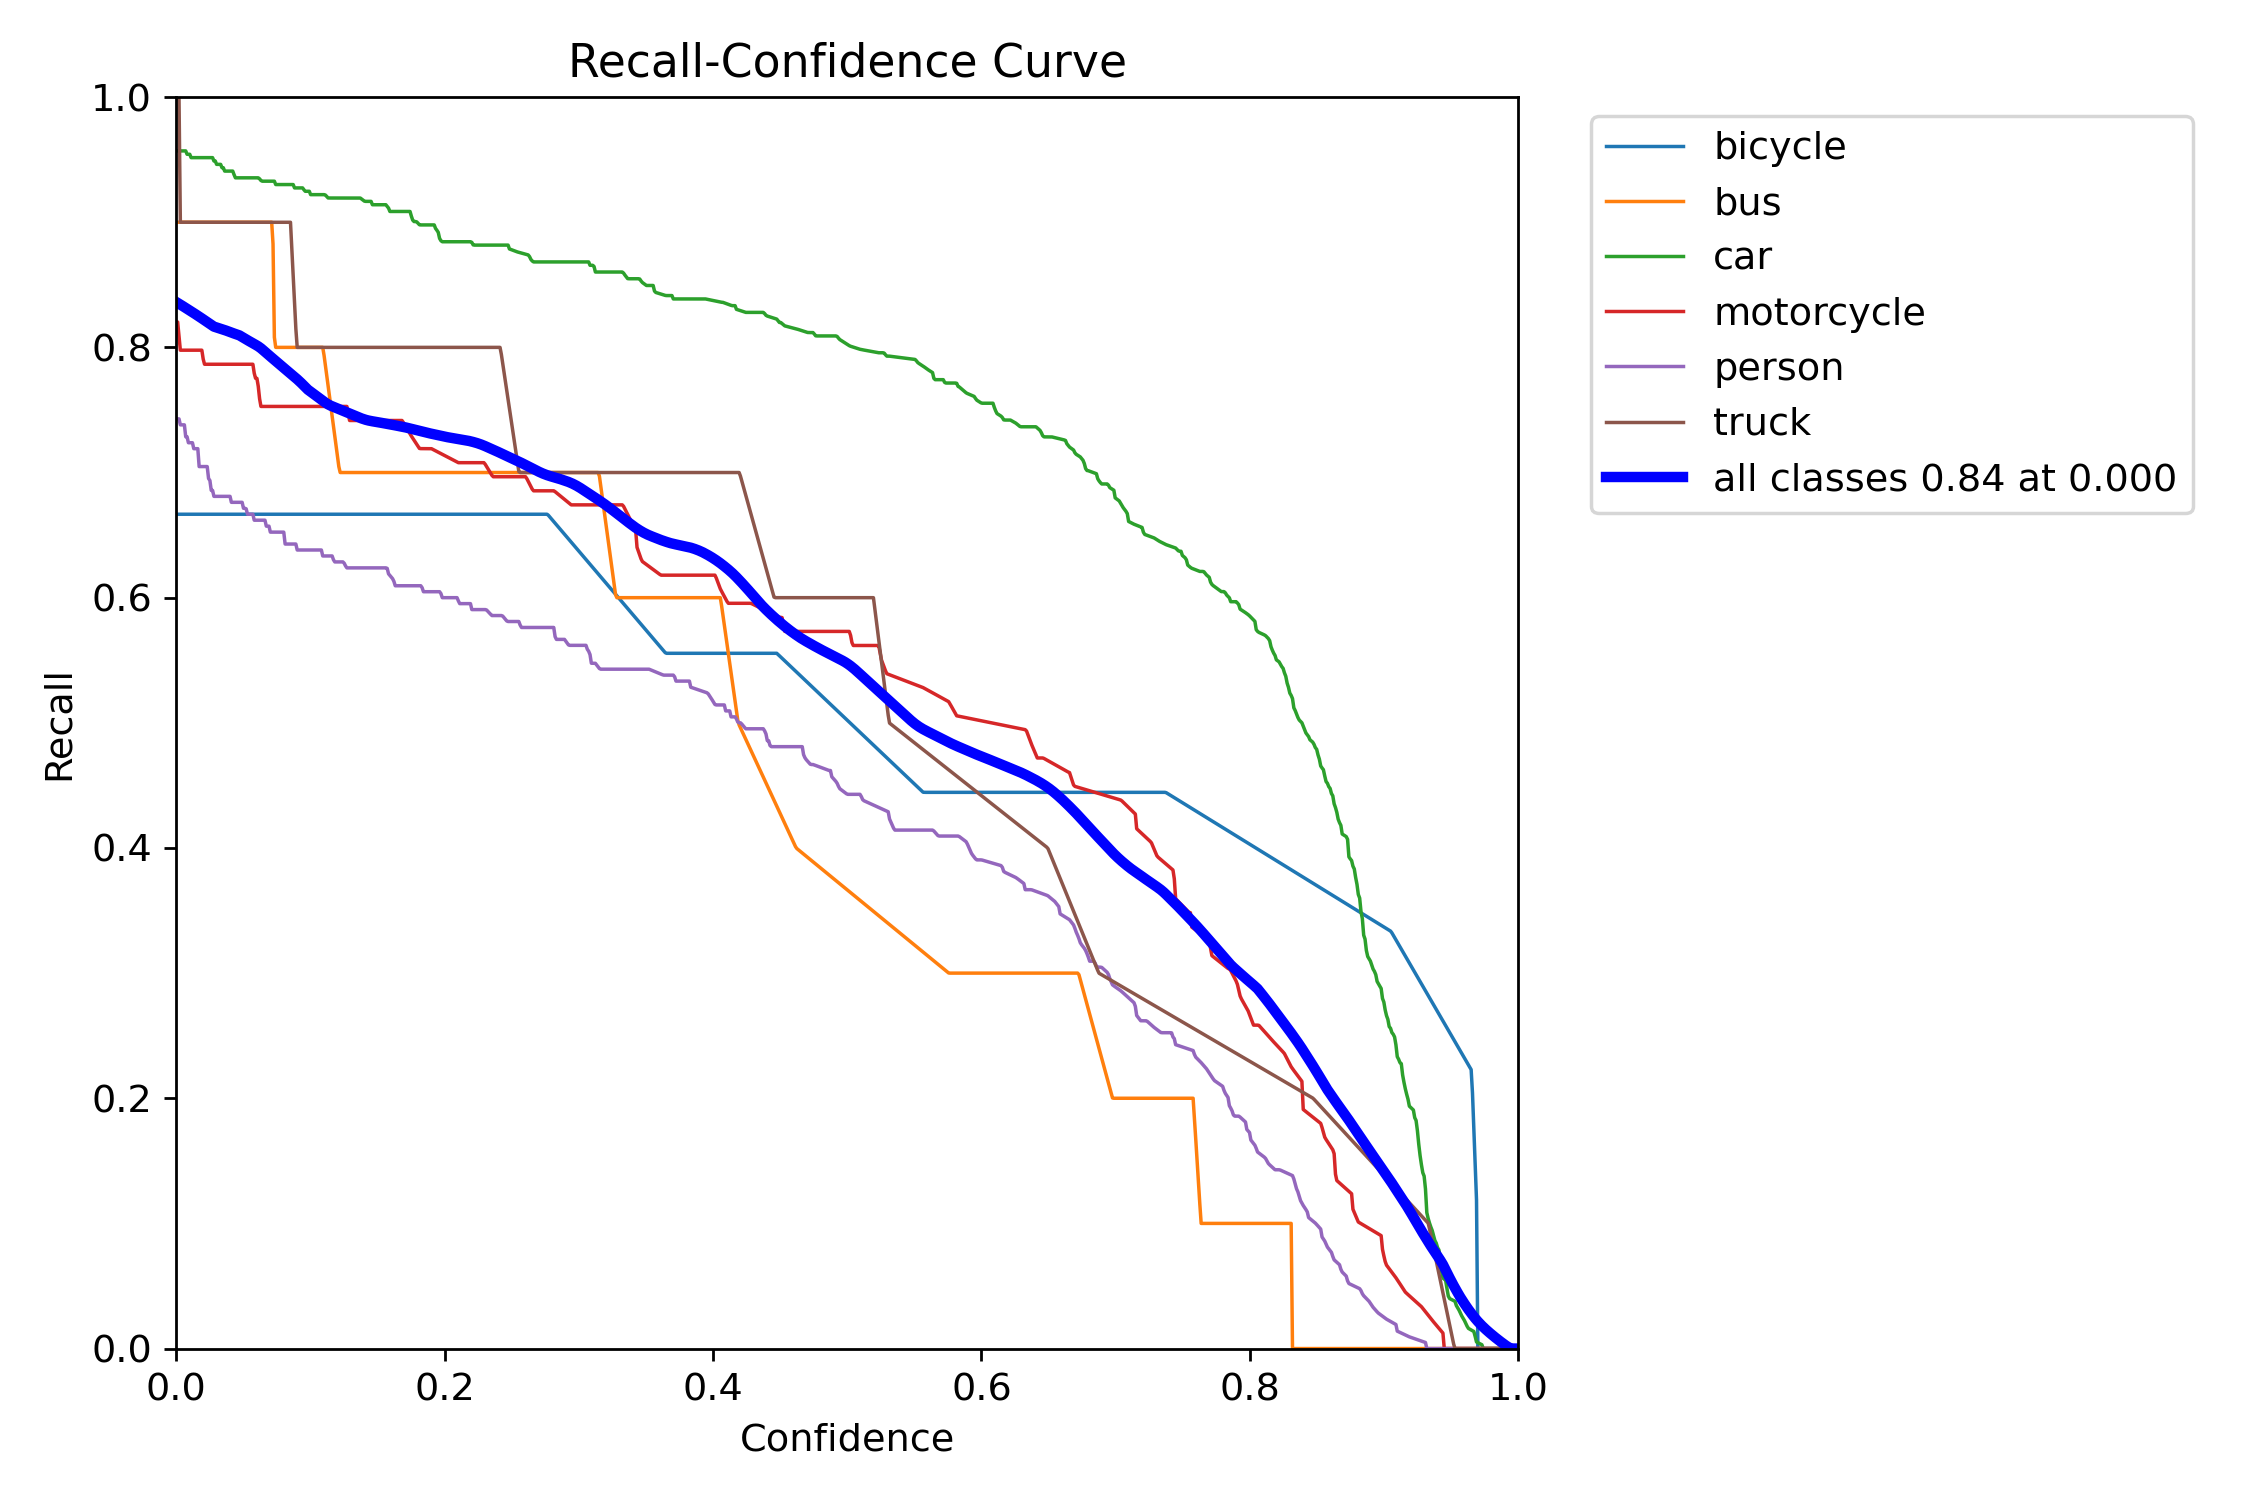 Recall-Confidence Curve
1.0
0.8
0.6
0.4
0.2
0.0
Recall
0.0 0.2 0.4 0.6 0.8 1.0
Confidence
bicycle
bus
car
motorcycle
person
truck
all classes 0.84 at 0.000